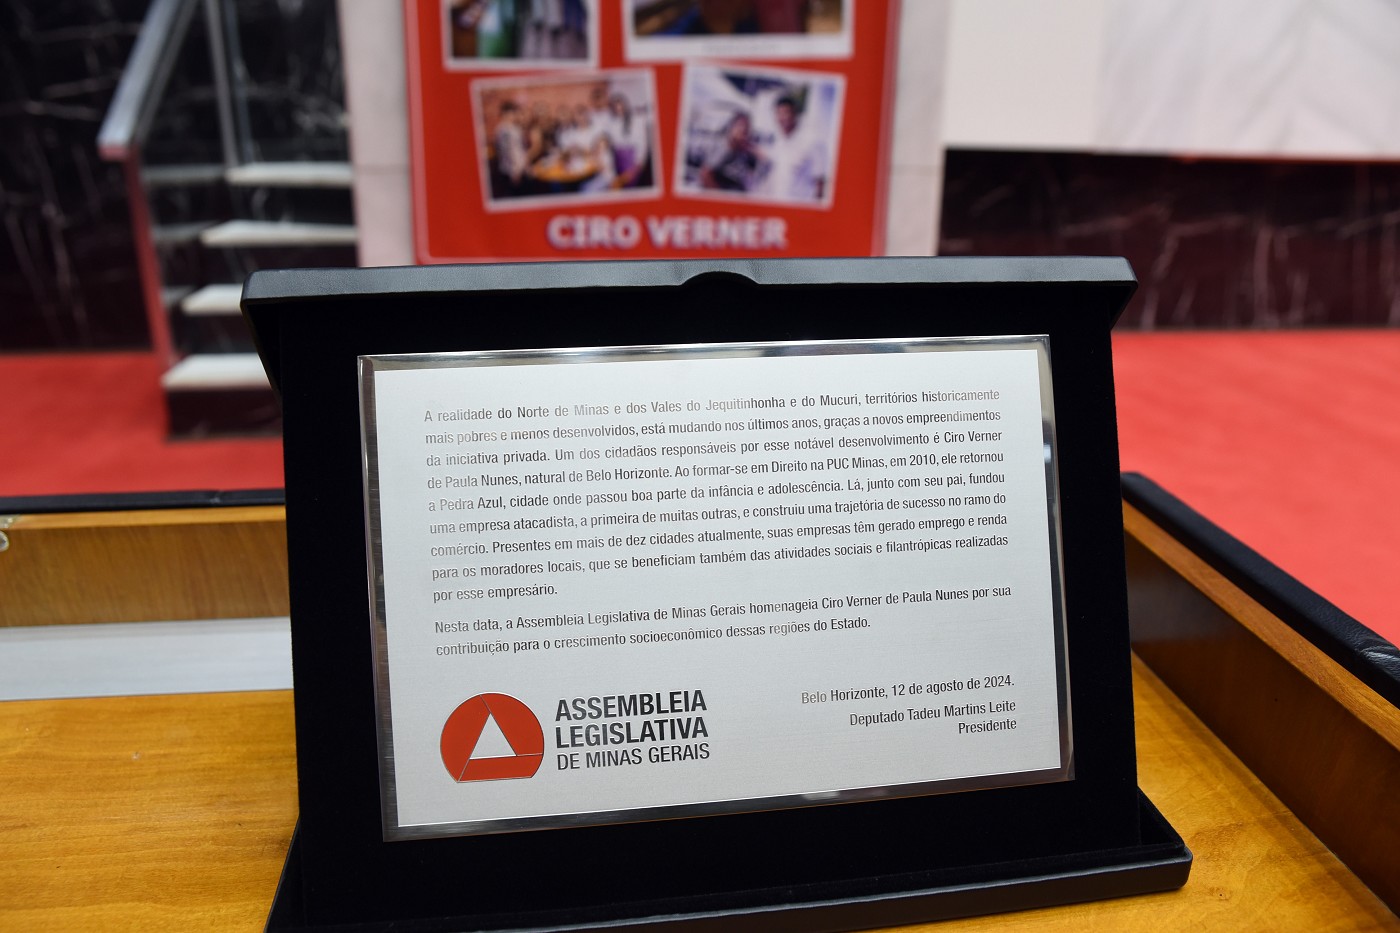 CIRO VERNER
A realidade do Norte de Minas e dos Vales do Jequitinhonha e do Mucuri, territórios historicamente
mais pobres e menos desenvolvidos, está mudando nos últimos anos, graças a novos empreendimentos
da iniciativa privada. Um dos cidadãos responsáveis por esse notável desenvolvimento é Ciro Verner
de Paula Nunes, natural de Belo Horizonte. Ao formar-se em Direito na PUC Minas, em 2010, ele retornou
a Pedra Azul, cidade onde passou boa parte da infância e adolescência. Lá, junto com seu pai, fundou
uma empresa atacadista, a primeira de muitas outras, e construiu uma trajetória de sucesso no ramo do
comércio. Presentes em mais de dez cidades atualmente, suas empresas têm gerado emprego e renda
para os moradores locais, que se beneficiam também das atividades sociais e filantrópicas realizadas
por esse empresário.
Nesta data, a Assembleia Legislativa de Minas Gerais homenageia Ciro Verner de Paula Nunes por sua
contribuição para o crescimento socioeconômico dessas regiões do Estado.
Belo Horizonte, 12 de agosto de 2024.
Deputado Tadeu Martins Leite
Presidente
ASSEMBLEIA
LEGISLATIVA
DE MINAS GERAIS